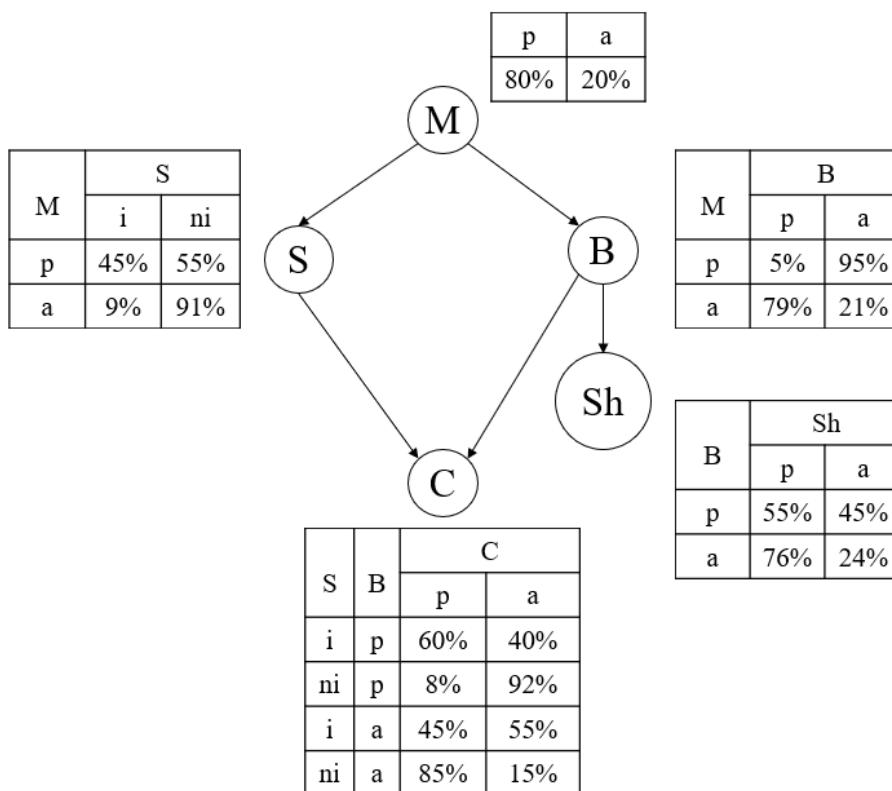 p a
80% 20%
M
S
M
i ni
p 45% 55%
a 9% 91%
S
B
M
p a
p 5% 95%
a 79% 21%
B
Sh
Sh
B
p a
p 55% 45%
a 76% 24%
C
C
S B
p a
i p 60% 40%
ni p 8% 92%
i a 45% 55%
ni a 85% 15%